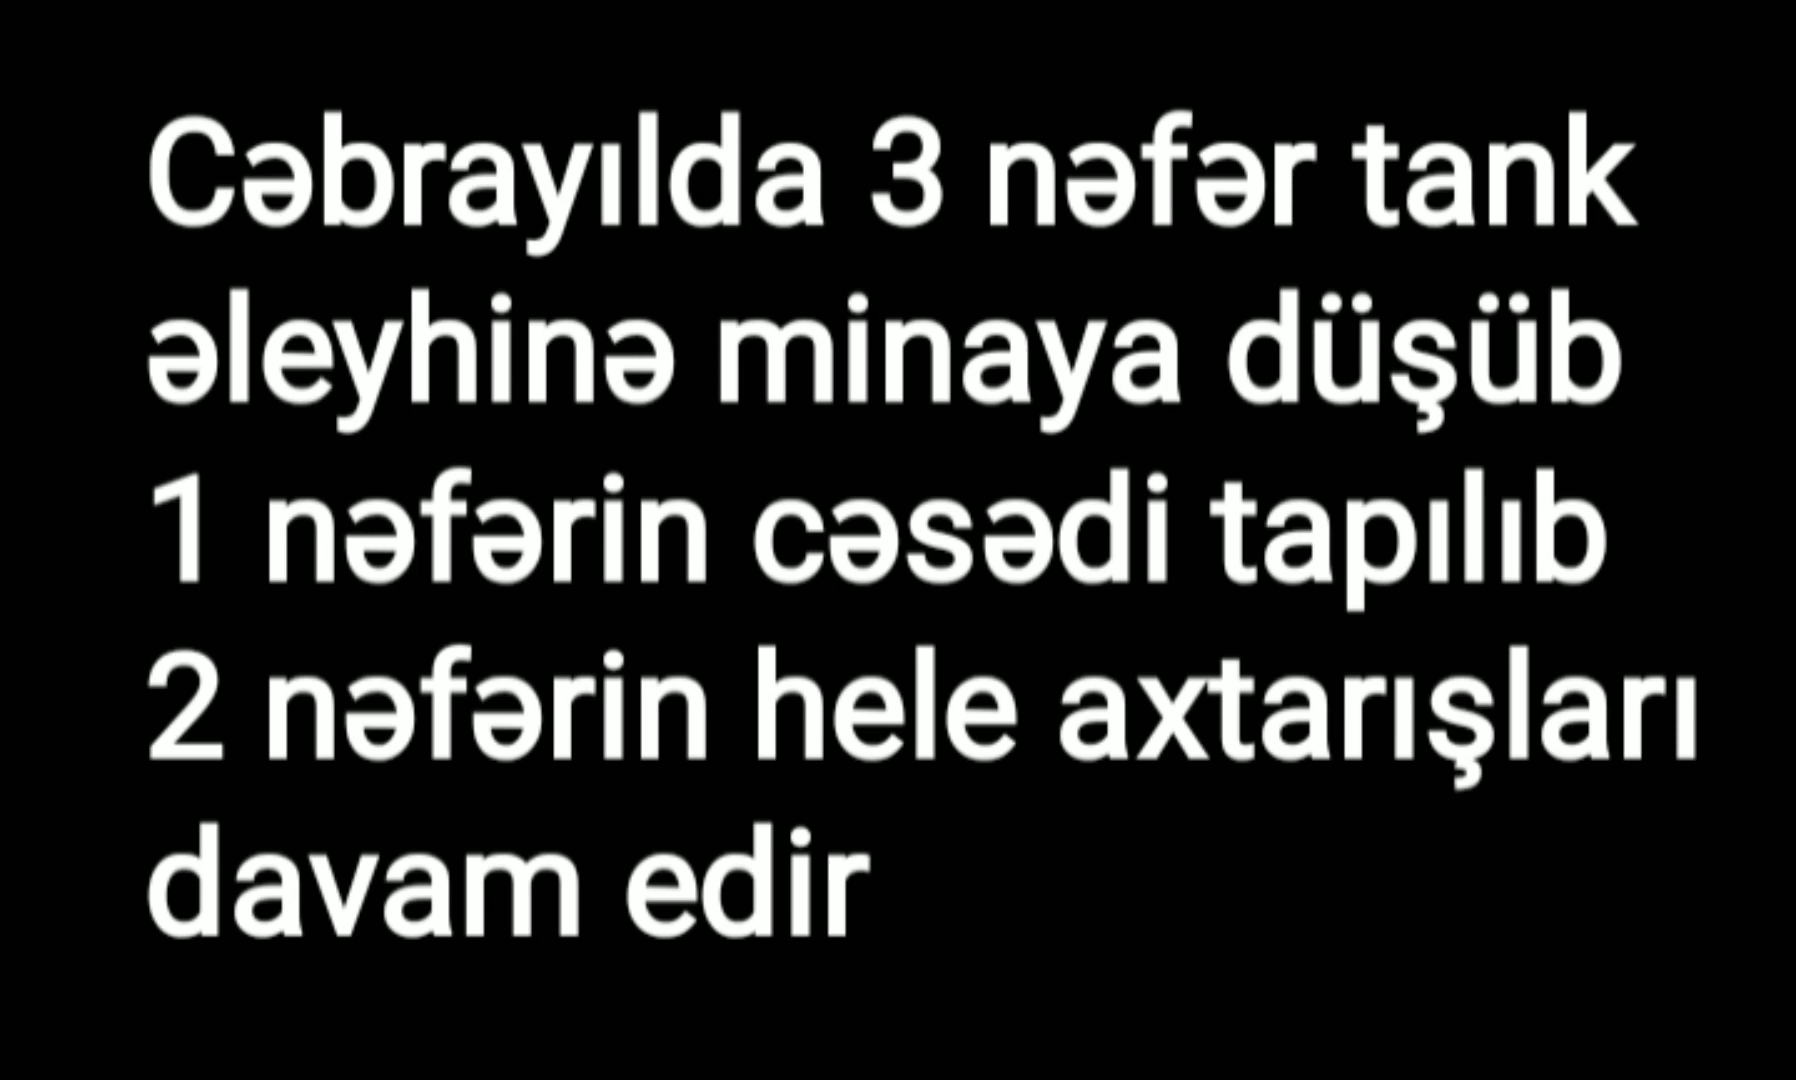 Cəbrayılda 3 nəfər tank
əleyhinə minaya düşüb
1 nəfərin cəsədi tapılıb
2 nəfərin hele axtarışları
davam edir